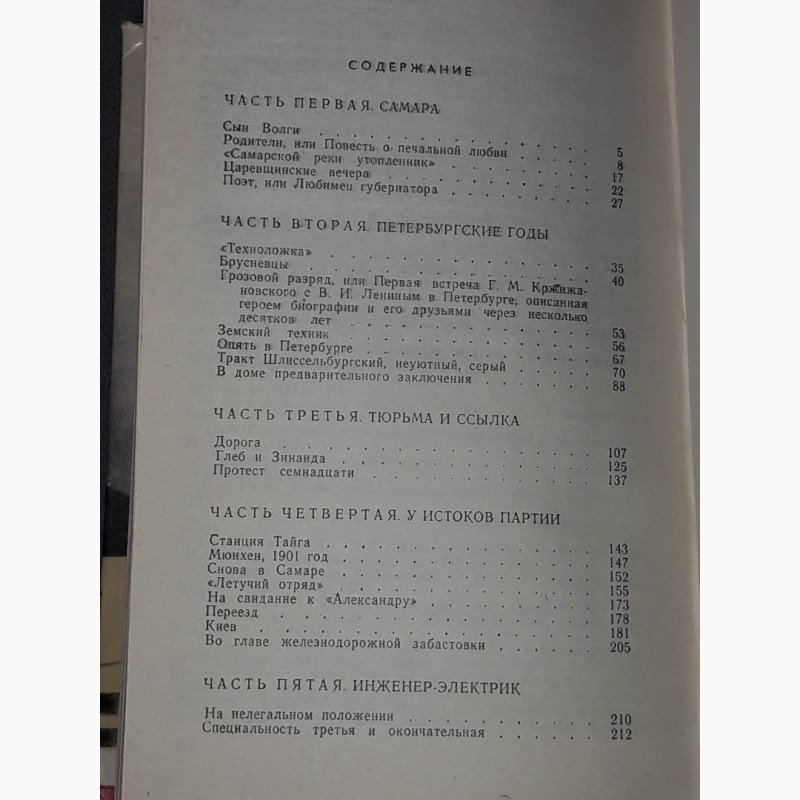 СОДЕРЖАНИЕ
ЧАСТЬ ПЕРВАЯ. САМАРА
Сын Волги . . . . . . . . . . . . 5
Родители, или Повесть о печальной любви . . . . 8
«Самарской реки утопленник» . . . . . . . . 17
Царевщинские вечера . . . . . . . . . . 22
Поэт, или Любимец губернатора . . . . . . . 27
ЧАСТЬ ВТОРАЯ. ПЕТЕРБУРГСКИЕ ГОДЫ
«Техноложка» . . . . . . . . . . . . 35
Брусневцы . . . . . . . . . . . . . 40
Грозовой разряд, или Первая встреча Г. М. Кржижа-
новского с В. И. Лениным в Петербурге, описанная
героем биографии и его друзьями через несколько
десятков лет . . . . . . . . . . . . 53
Земский техник . . . . . . . . . . . . 56
Опять в Петербурге . . . . . . . . . . . 67
Тракт Шлиссельбургский, неуютный, серый . . . . 70
В доме предварительного заключения . . . . . . 88
ЧАСТЬ ТРЕТЬЯ. ТЮРЬМА И ССЫЛКА
Дорога . . . . . . . . . . . . . . 107
Глеб и Зинаида . . . . . . . . . . . . 125
Протест семнадцати . . . . . . . . . . . 137
ЧАСТЬ ЧЕТВЕРТАЯ. У ИСТОКОВ ПАРТИИ
Станция Тайга . . . . . . . . . . . . 143
Мюнхен, 1901 год . . . . . . . . . . . 147
Снова в Самаре . . . . . . . . . . . . 152
«Летучий отряд» . . . . . . . . . . . . 155
На свидание к «Александру» . . . . . . . . 173
Переезд . . . . . . . . . . . . . . 178
Киев . . . . . . . . . . . . . . . 181
Во главе железнодорожной забастовки . . . . . 205
ЧАСТЬ ПЯТАЯ. ИНЖЕНЕР-ЭЛЕКТРИК
На нелегальном положении . . . . . . . . . 210
Специальность третья и окончательная . . . . . 212